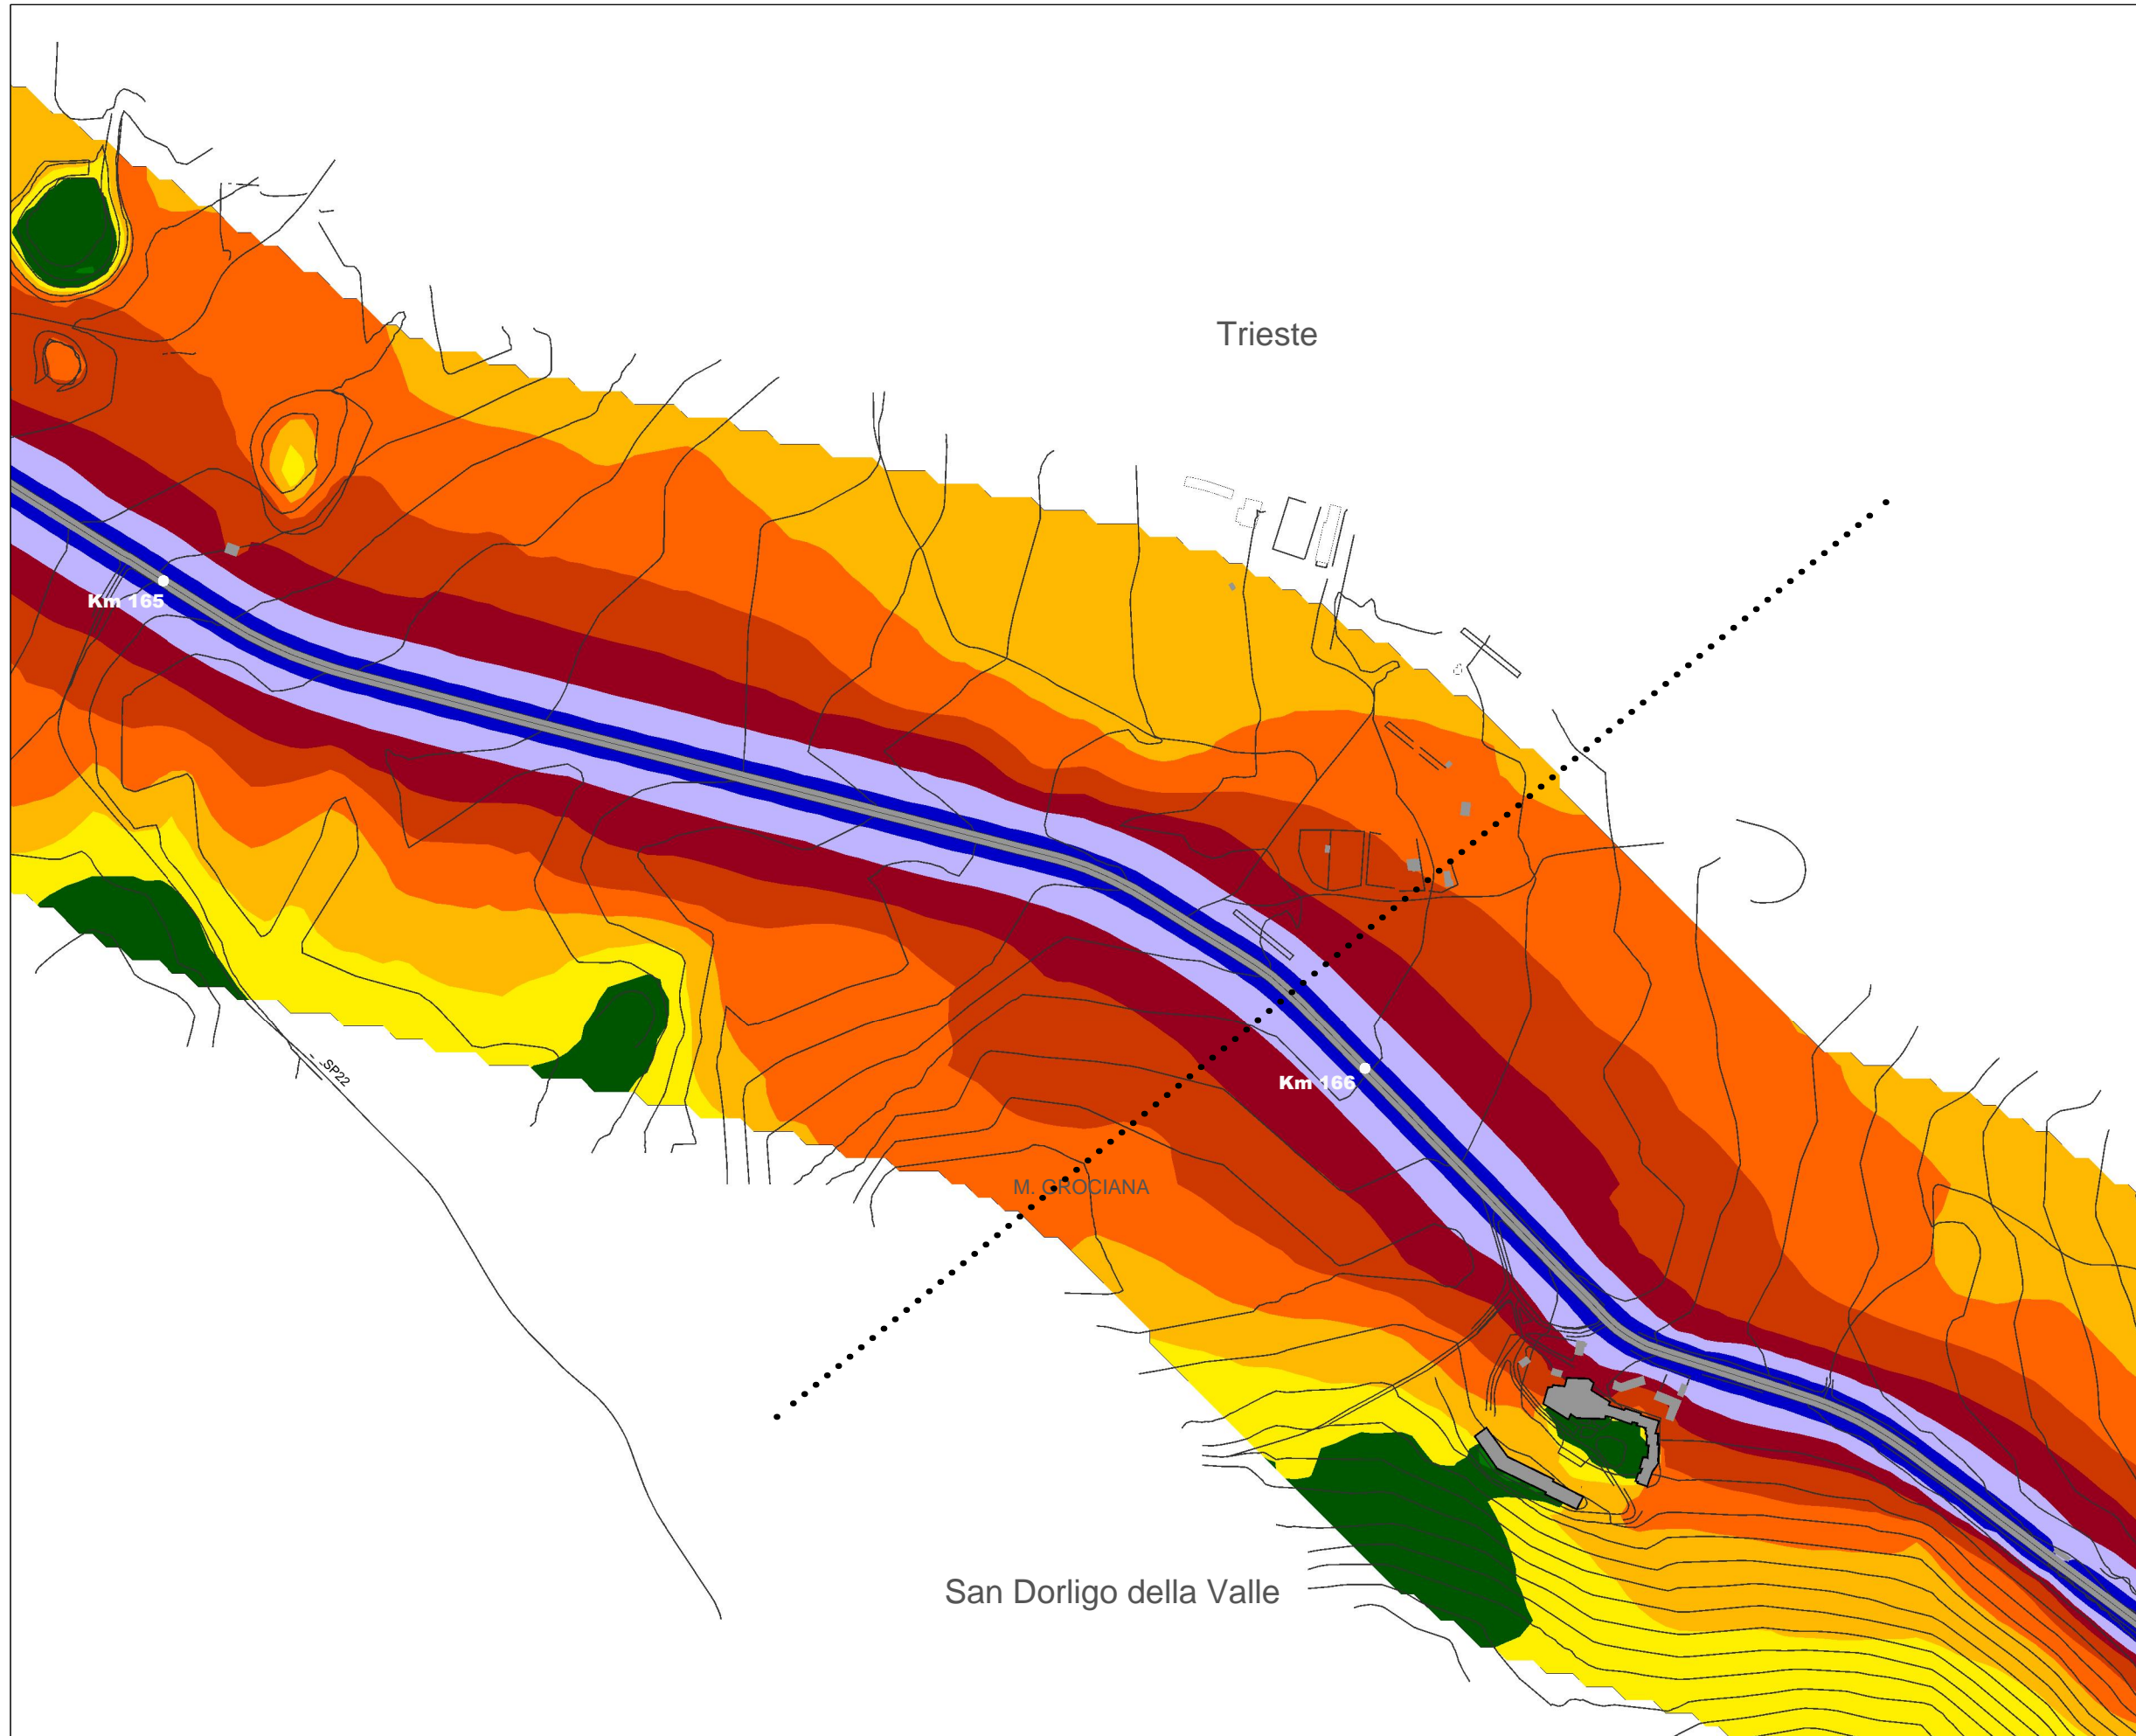 Trieste
Km 165
SP22
Km 166
M. GROCIANA
San Dorligo della Valle